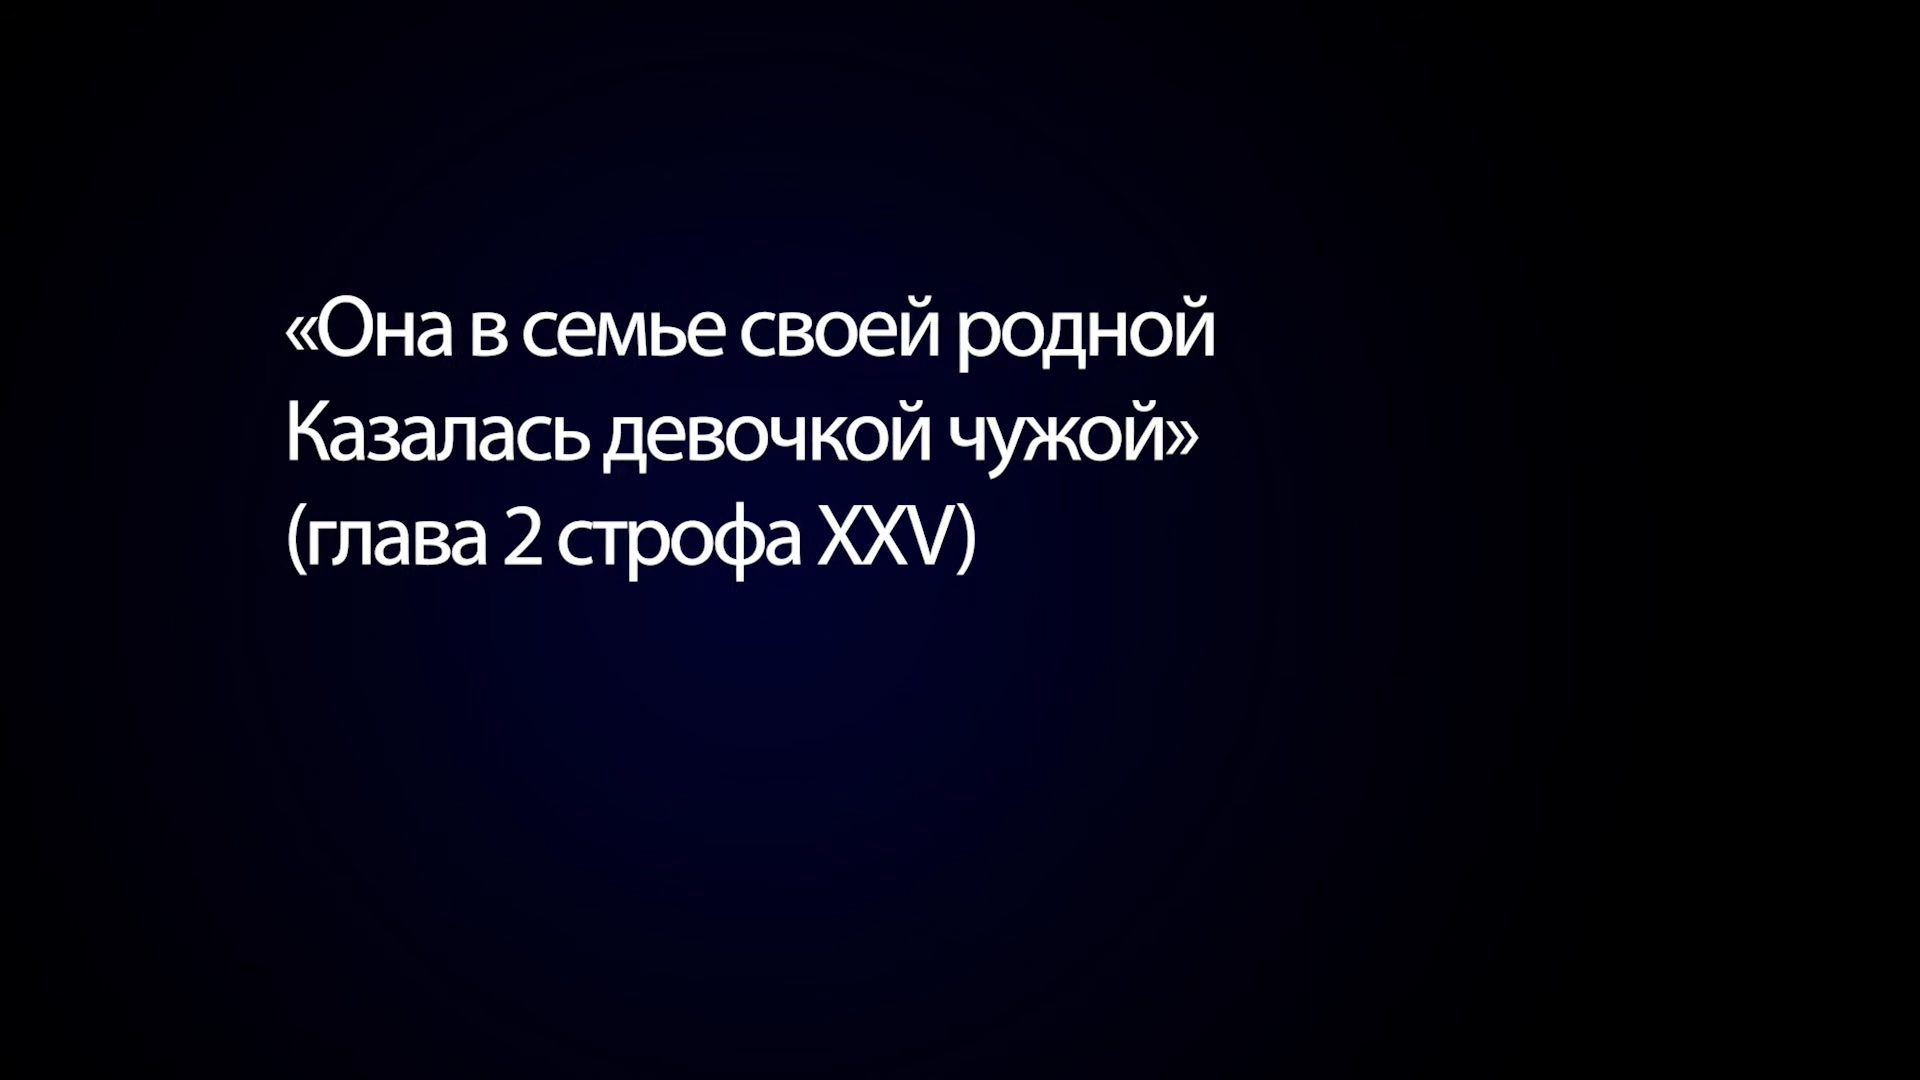 «Она в семье своей родной
Казалась девочкой чужой»
(глава 2 строфа XXV)